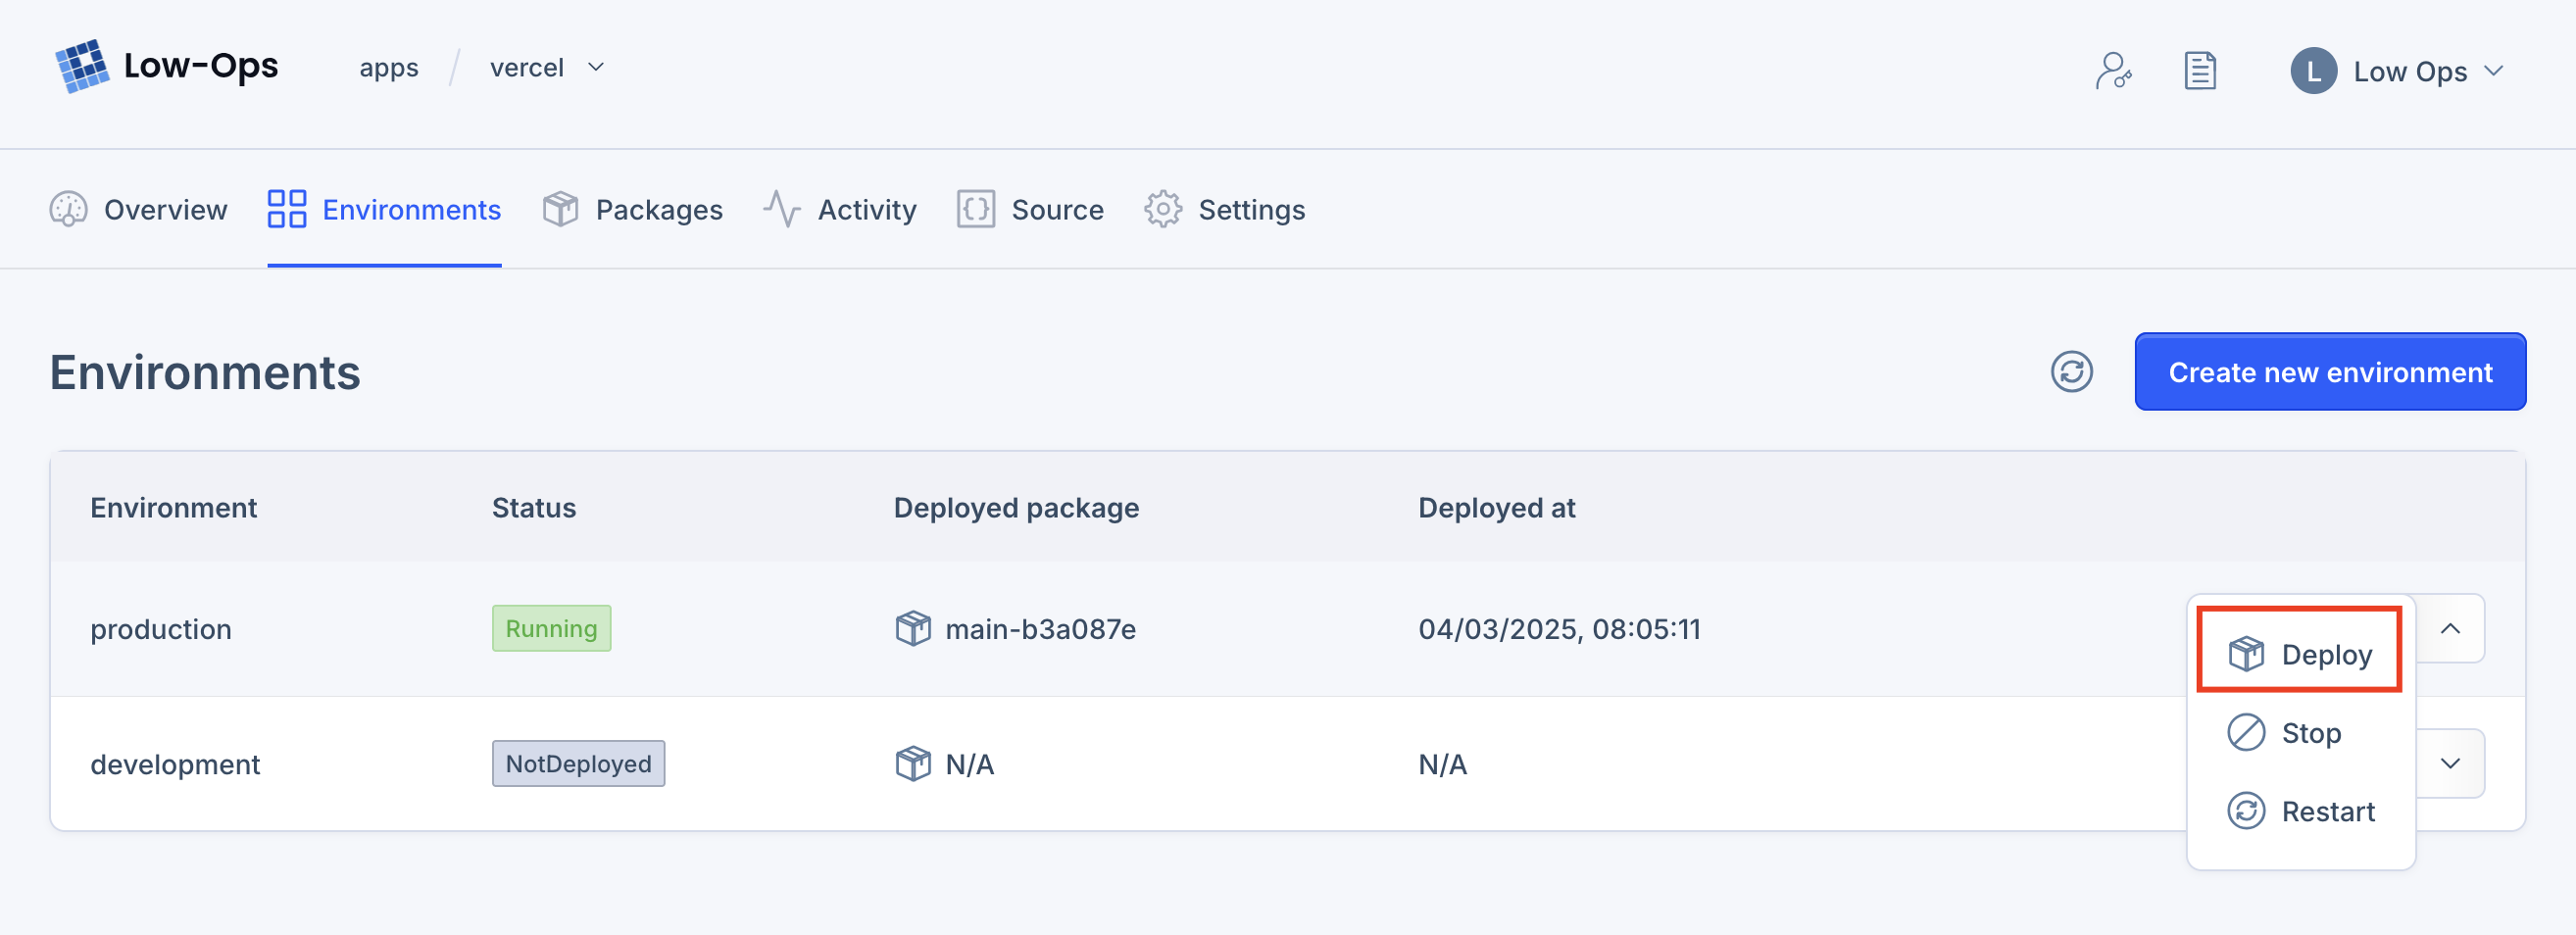 Low-Ops apps / vercel L Low Ops
Overview Environments Packages Activity Source Settings
Environments Create new environment
Environment Status Deployed package Deployed at
production Running main-b3a087e 04/03/2025, 08:05:11
Deploy
Stop
development NotDeployed N/A N/A
Restart